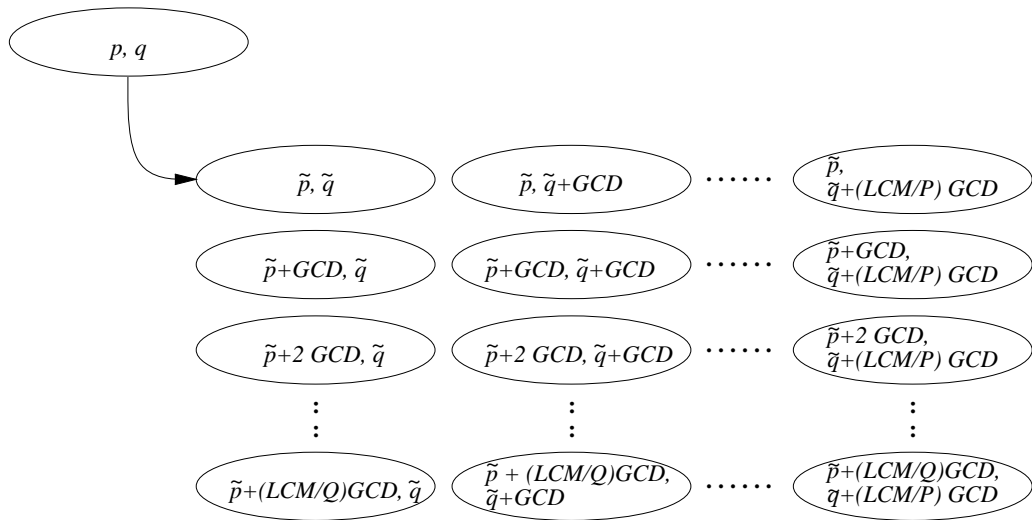 p, q
p̃, q̃
p̃, q̃+GCD
......
p̃,
q̃+(LCM/P) GCD
p̃+GCD, q̃
p̃+GCD, q̃+GCD
......
p̃+GCD,
q̃+(LCM/P) GCD
p̃+2 GCD, q̃
p̃+2 GCD, q̃+GCD
......
p̃+2 GCD,
q̃+(LCM/P) GCD
p̃+(LCM/Q)GCD, q̃
p̃ + (LCM/Q)GCD,
q̃+GCD
......
p̃+(LCM/Q)GCD,
q̃+(LCM/P) GCD